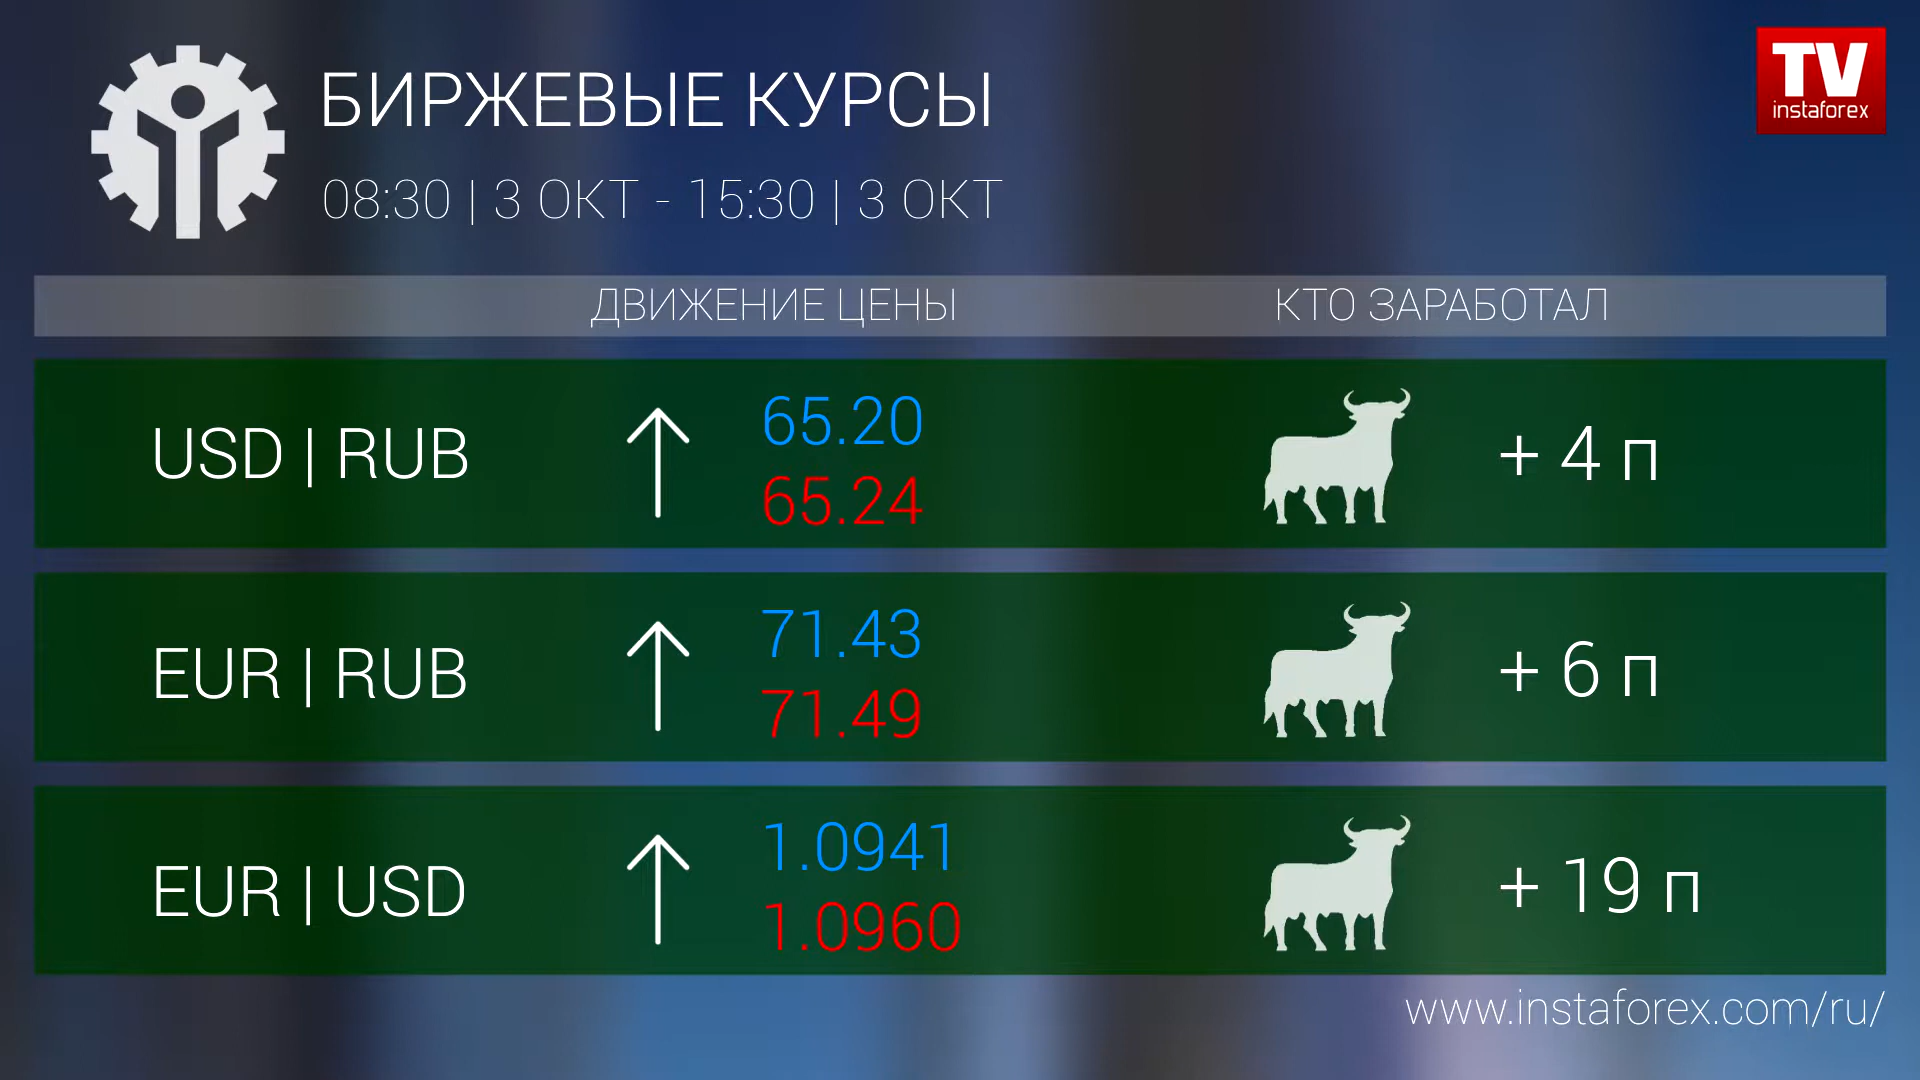 БИРЖЕВЫЕ КУРСЫ
08:30 | 3 ОКТ - 15:30 | 3 ОКТ
TV
instaforex
ДВИЖЕНИЕ ЦЕНЫ КТО ЗАРАБОТАЛ
USD | RUB 65.20 65.24 + 4 п
EUR | RUB 71.43 71.49 + 6 п
EUR | USD 1.0941 1.0960 + 19 п
www.instaforex.com/ru/